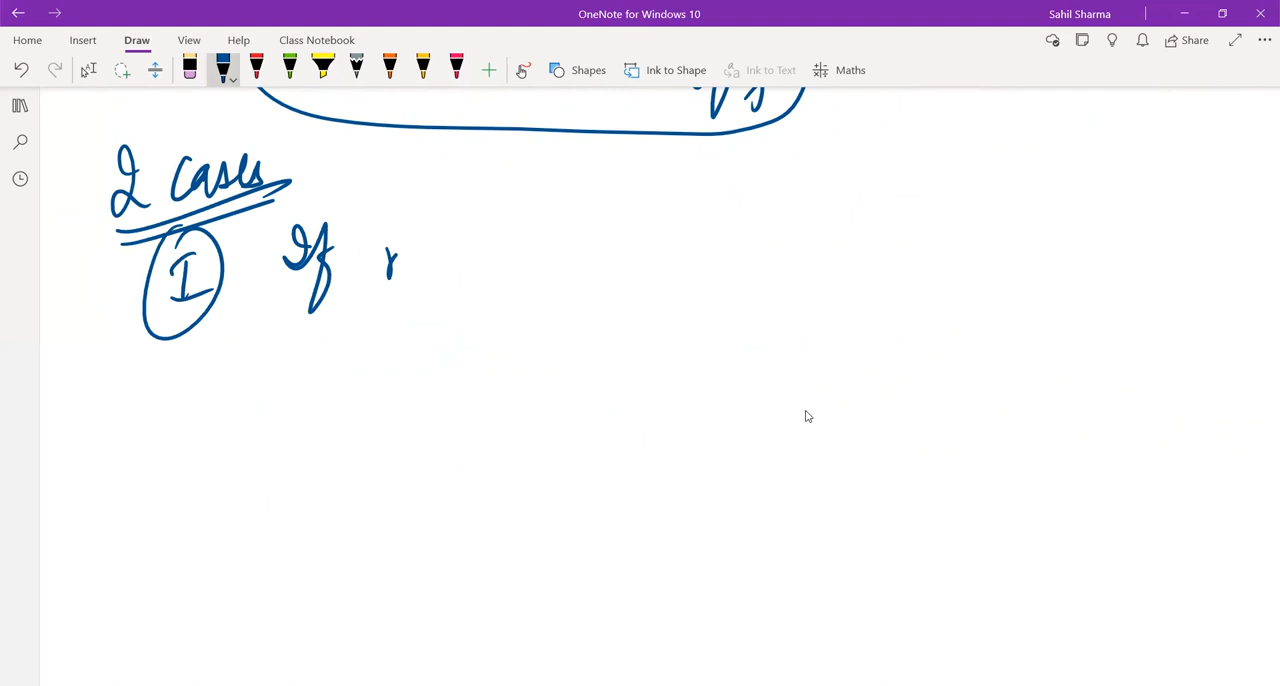 OneNote for Windows 10
Sahil Sharma
Home Insert Draw View Help Class Notebook
Share
Shapes Ink to Shape Ink to Text Maths
2 cases
I If r